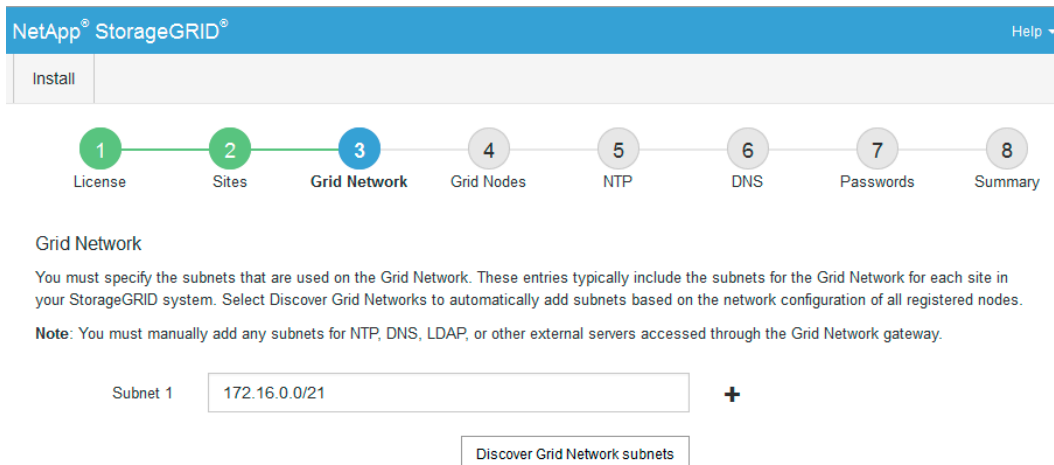 NetApp® StorageGRID®
Help
Install
1 2 3 4 5 6 7 8
License Sites Grid Network Grid Nodes NTP DNS Passwords Summary
Grid Network
You must specify the subnets that are used on the Grid Network. These entries typically include the subnets for the Grid Network for each site in
your StorageGRID system. Select Discover Grid Networks to automatically add subnets based on the network configuration of all registered nodes.
Note: You must manually add any subnets for NTP, DNS, LDAP, or other external servers accessed through the Grid Network gateway.
Subnet 1 172.16.0.0/21 +
Discover Grid Network subnets